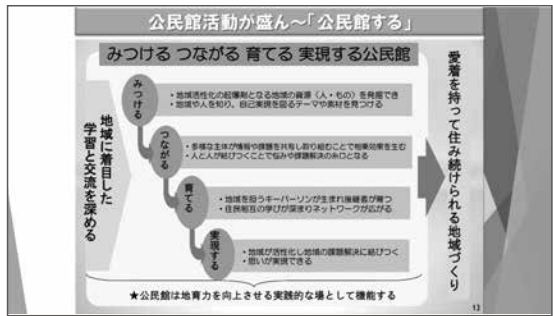 公民館活動が盛ん～「公民館する」
みつける つながる 育てる 実現する公民館
地域に着目した
学習と交流を深める
みつける
・地域活性化の起爆剤となる地域の資源（人・もの）を発掘でき
・地域や人を知り、自己実現を図るテーマや素材を見つける
つながる
・多様な主体が情報や課題を共有し取り組むことで相乗効果を生む
・人と人が結びつくことで悩みや課題解決の糸口となる
育てる
・地域を担うキーパーソンが生まれ後継者が育つ
・住民相互の学びが深まりネットワークが広がる
実現する
・地域が活性化し地域の課題解決に結びつく
・思いが実現できる
愛着を持って住み続けられる地域づくり
★公民館は地育力を向上させる実践的な場として機能する
13